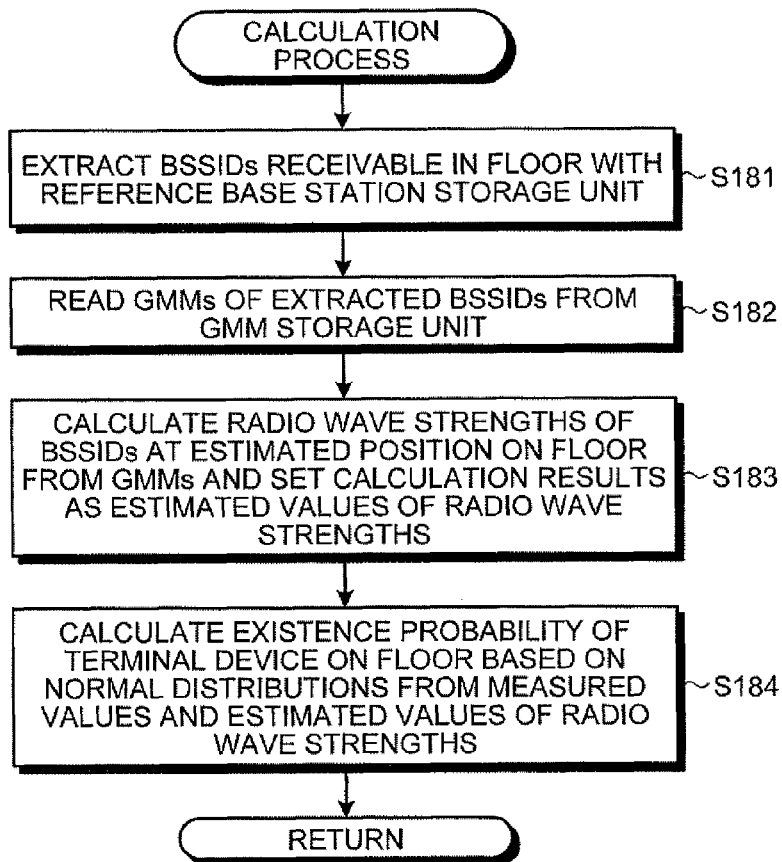 CALCULATION
PROCESS
EXTRACT BSSIDs RECEIVABLE IN FLOOR WITH
REFERENCE BASE STATION STORAGE UNIT
S181
READ GMMs OF EXTRACTED BSSIDs FROM
GMM STORAGE UNIT
S182
CALCULATE RADIO WAVE STRENGTHS OF
BSSIDs AT ESTIMATED POSITION ON FLOOR
FROM GMMs AND SET CALCULATION RESULTS
AS ESTIMATED VALUES OF RADIO WAVE
STRENGTHS
S183
CALCULATE EXISTENCE PROBABILITY OF
TERMINAL DEVICE ON FLOOR BASED ON
NORMAL DISTRIBUTIONS FROM MEASURED
VALUES AND ESTIMATED VALUES OF RADIO
WAVE STRENGTHS
S184
RETURN